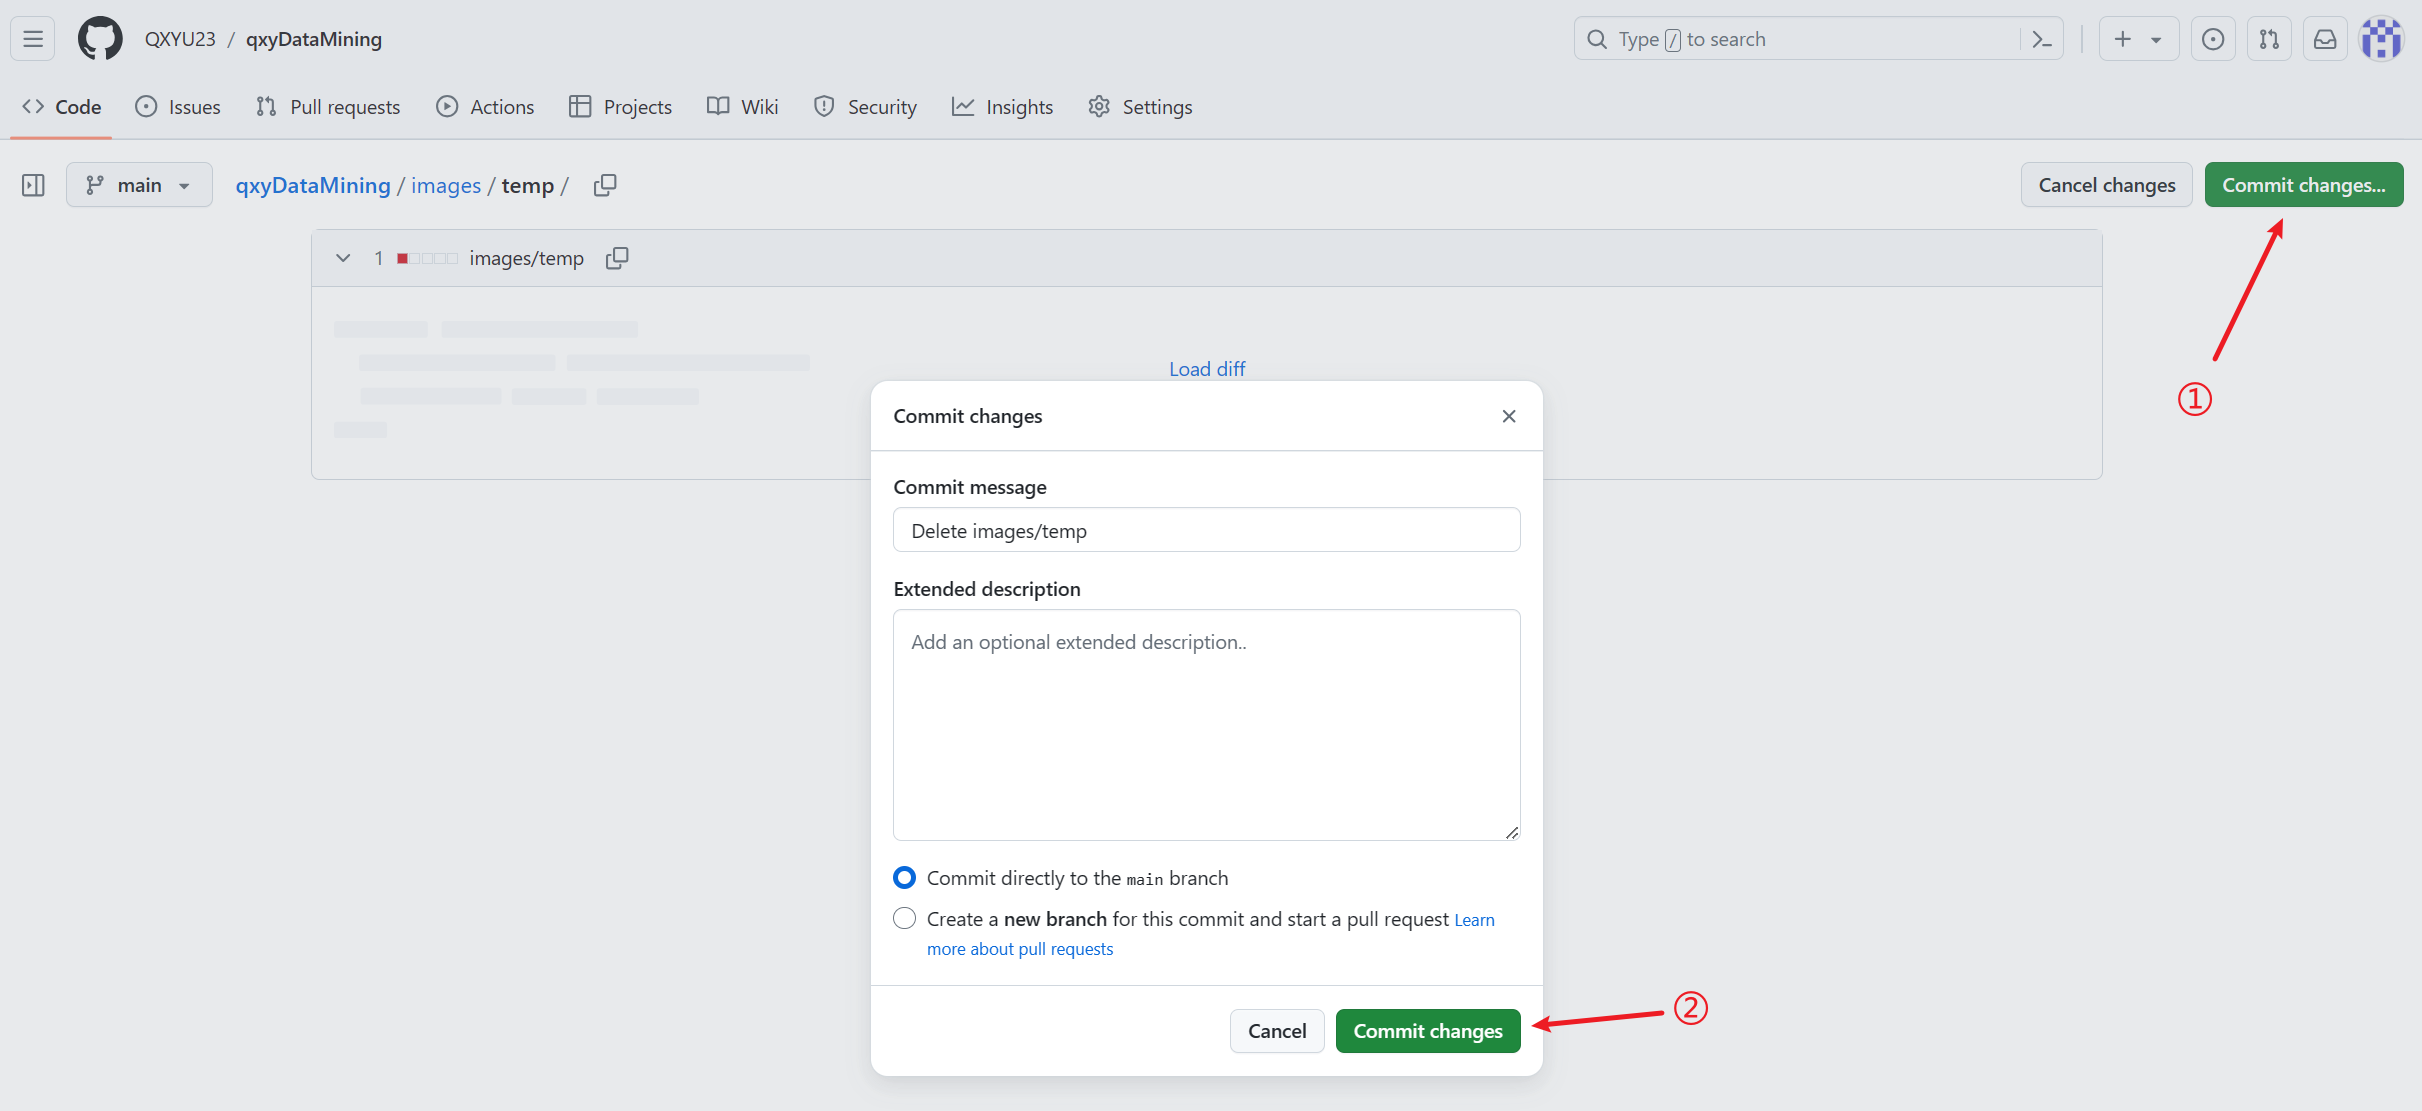 QXYU23 / qxyDataMining
Type / to search
Code Issues Pull requests Actions Projects Wiki Security Insights Settings
main qxyDataMining / images / temp /
Cancel changes Commit changes...
1 images/temp
Load diff
①
Commit changes
Commit message
Delete images/temp
Extended description
Add an optional extended description..
Commit directly to the main branch
Create a new branch for this commit and start a pull request Learn
more about pull requests
Cancel Commit changes
②